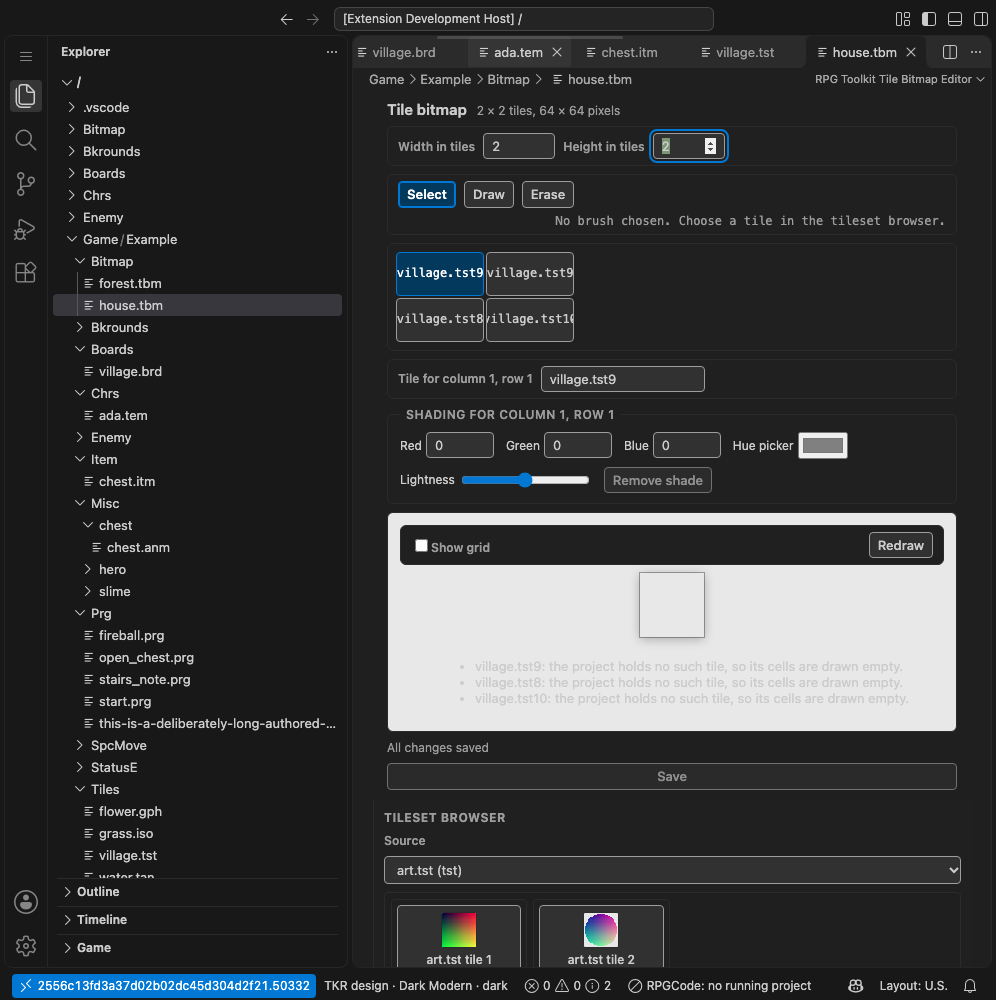 [Extension Development Host] /
Explorer
/
.vscode
Bitmap
Bkrounds
Boards
Chrs
Enemy
Game/Example
Bitmap
forest.tbm
house.tbm
Bkrounds
Boards
village.brd
Chrs
ada.tem
Enemy
Item
chest.itm
Misc
chest
chest.anm
hero
slime
Prg
fireball.prg
open_chest.prg
stairs_note.prg
start.prg
this-is-a-deliberately-long-authored-...
SpcMove
StatusE
Tiles
flower.gph
grass.iso
village.tst
water.tan
Outline
Timeline
Game
village.brd ada.tem chest.itm village.tst house.tbm
Game > Example > Bitmap > house.tbm RPG Toolkit Tile Bitmap Editor
Tile bitmap 2 × 2 tiles, 64 × 64 pixels
Width in tiles 2 Height in tiles 2
Select Draw Erase
No brush chosen. Choose a tile in the tileset browser.
village.tst9 village.tst9
village.tst8 village.tst10
Tile for column 1, row 1 village.tst9
SHADING FOR COLUMN 1, ROW 1
Red 0 Green 0 Blue 0 Hue picker
Lightness Remove shade
Show grid Redraw
• village.tst9: the project holds no such tile, so its cells are drawn empty.
• village.tst8: the project holds no such tile, so its cells are drawn empty.
• village.tst10: the project holds no such tile, so its cells are drawn empty.
All changes saved
Save
TILESET BROWSER
Source
art.tst (tst)
art.tst tile 1 art.tst tile 2
2556c13fd3a37d02b02dc45d304d2f21.50332 TKR design · Dark Modern · dark 0 0 2 RPGCode: no running project Layout: U.S.